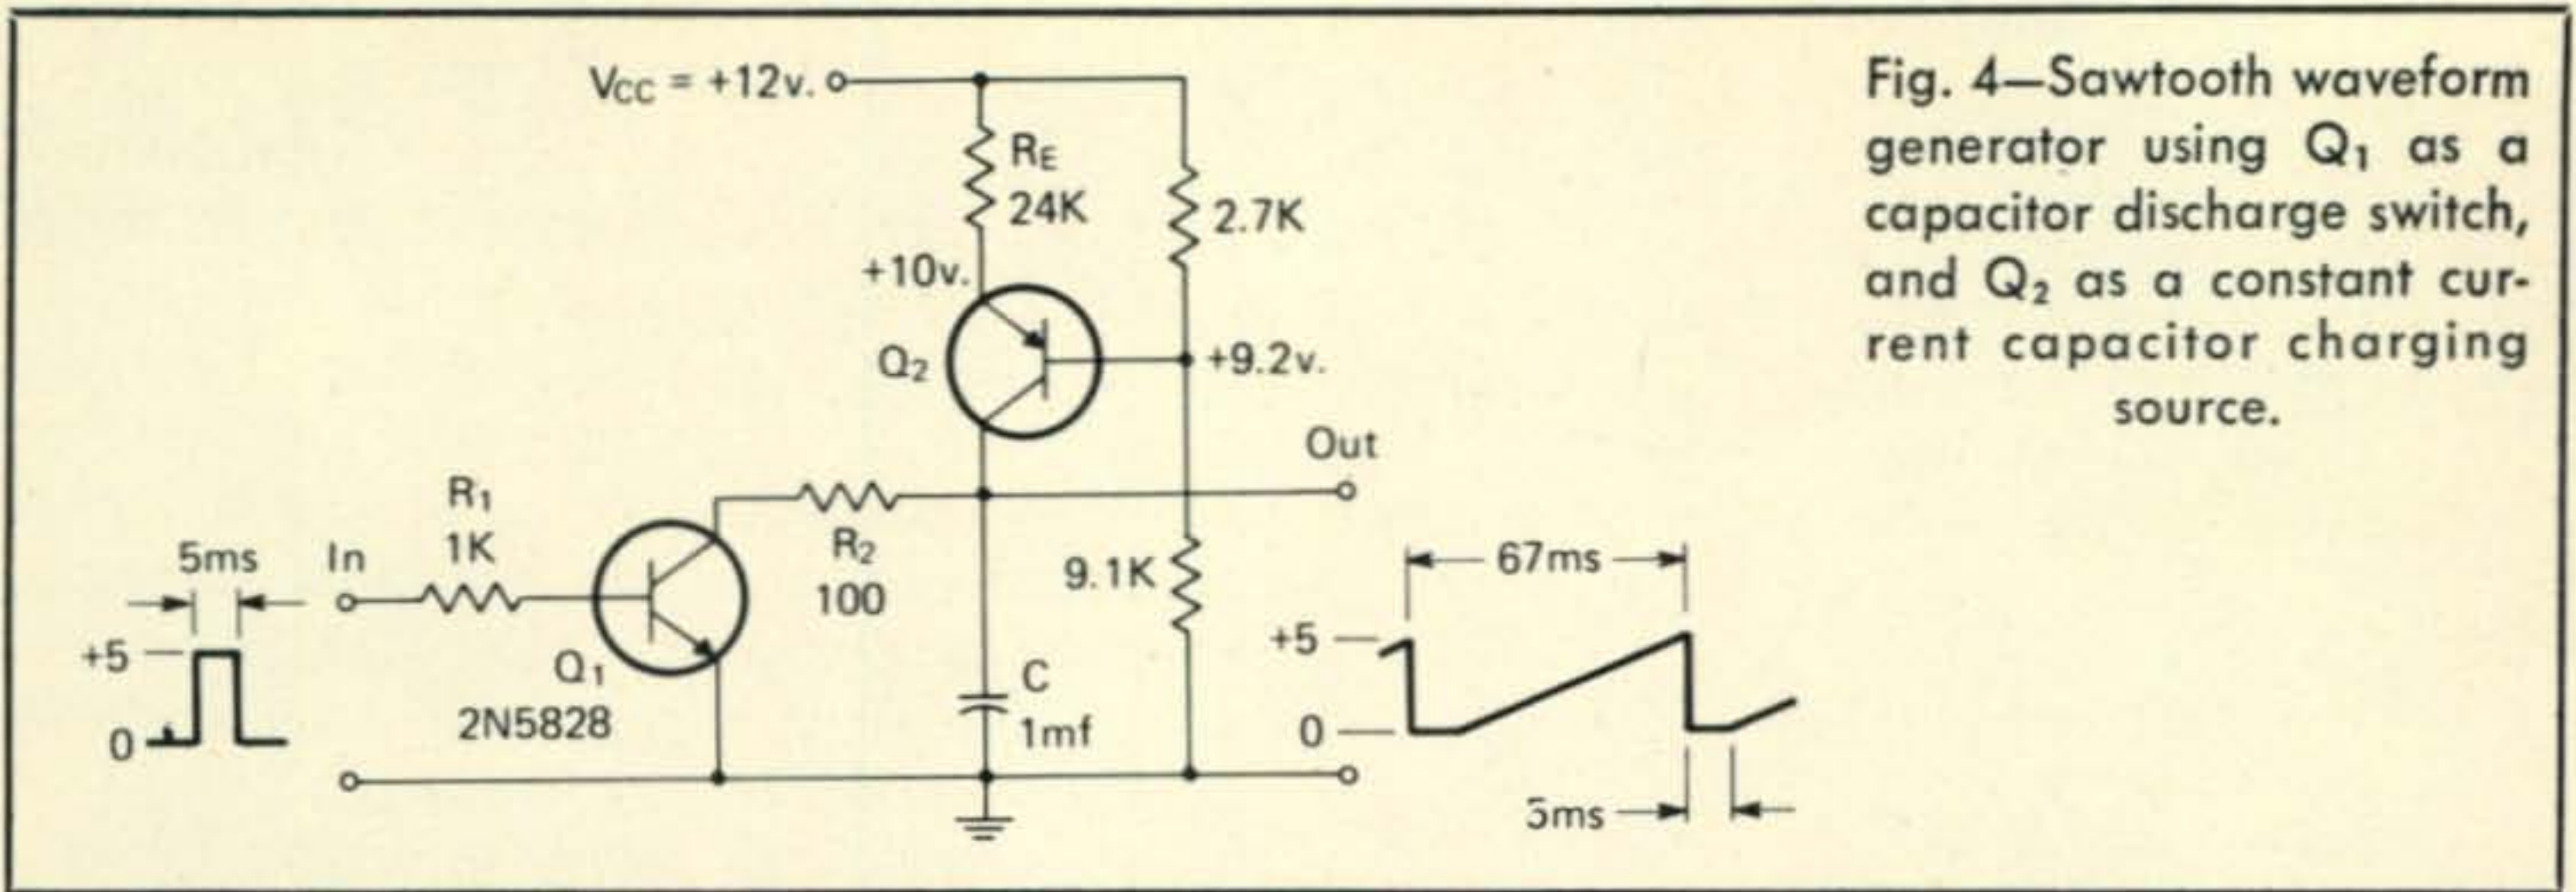 Fig. 4—Sawtooth waveform
generator using Q₁ as a
capacitor discharge switch,
and Q₂ as a constant cur-
rent capacitor charging
source.
VCC = +12v.
RE
24K
2.7K
+10v.
Q₂
+9.2v.
Out
R₁
1K
5ms
In
R₂
100
9.1K
67ms
+5
+5
Q₁
C
2N5828
1mf
0
0
5ms